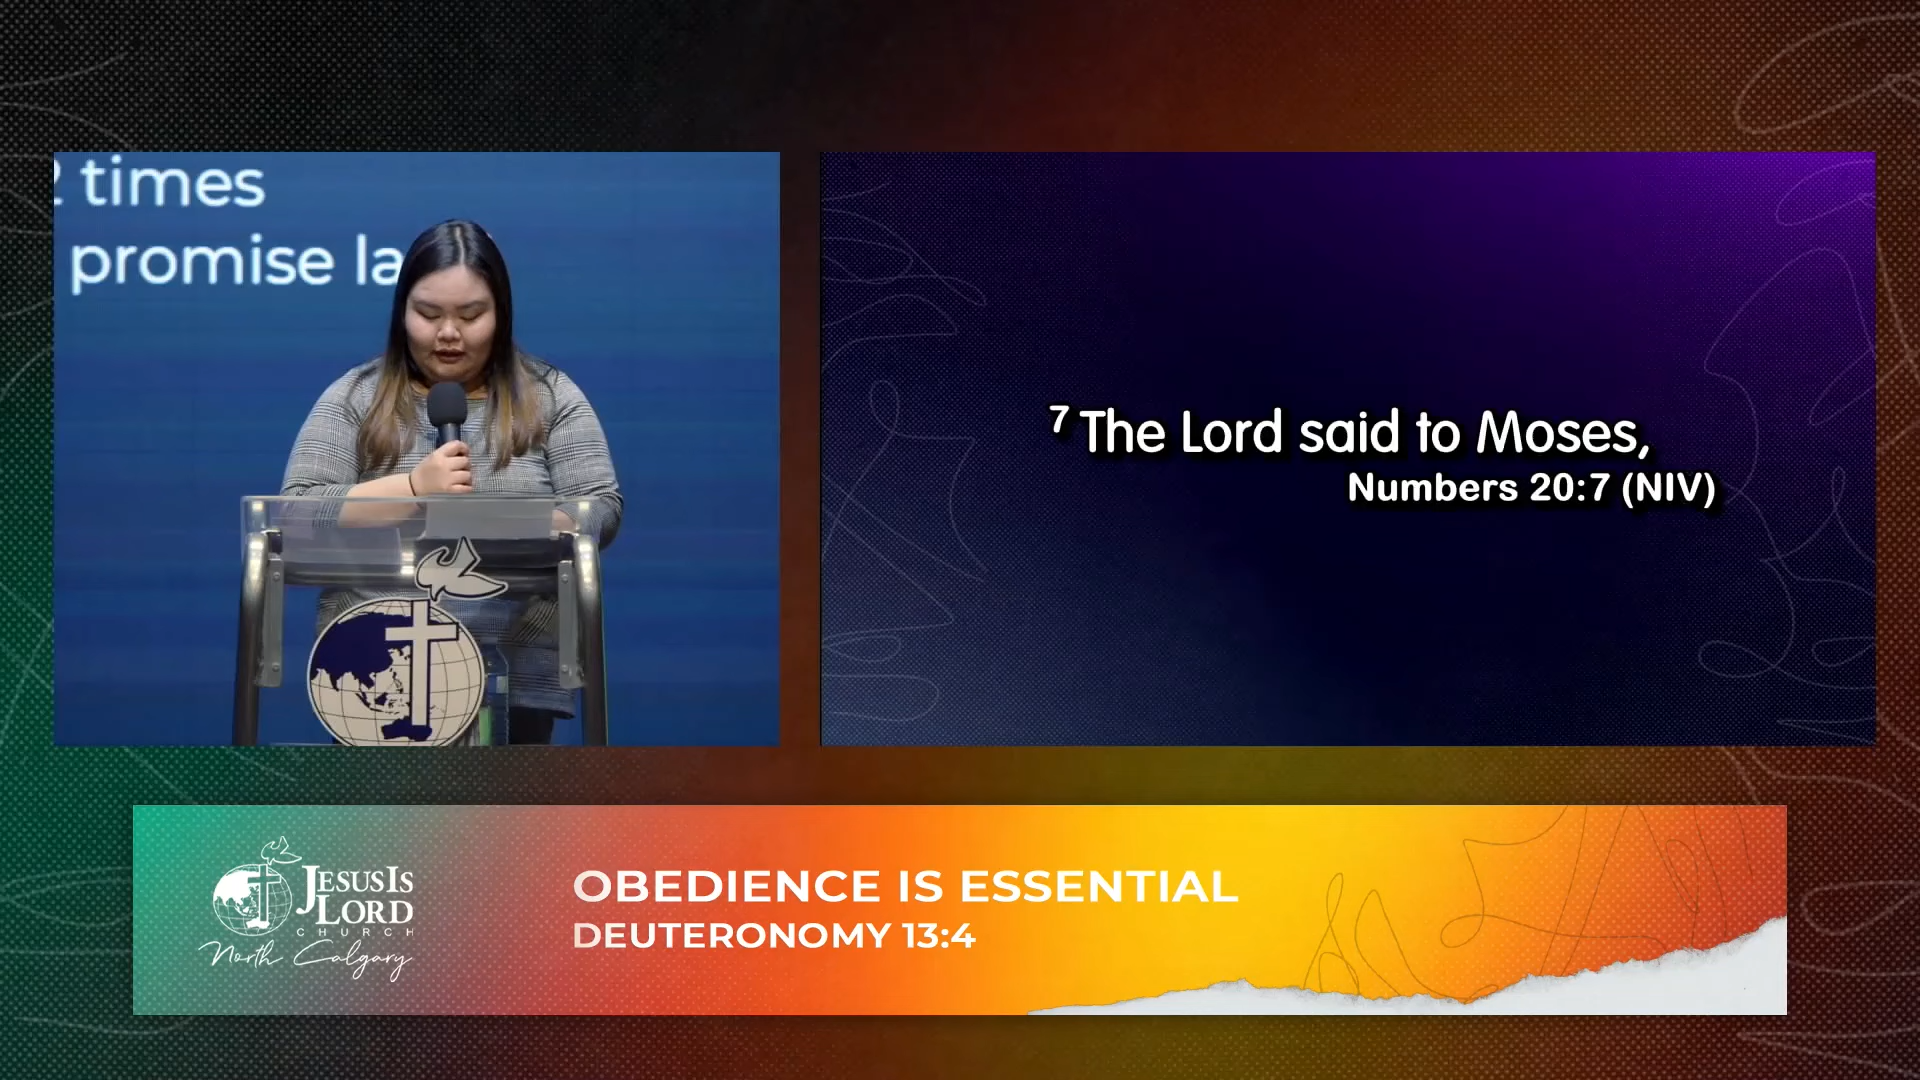 times
promise
7 The Lord said to Moses,
Numbers 20:7 (NIV)
JESUS IS
LORD
CHURCH
North Calgary
OBEDIENCE IS ESSENTIAL
DEUTERONOMY 13:4